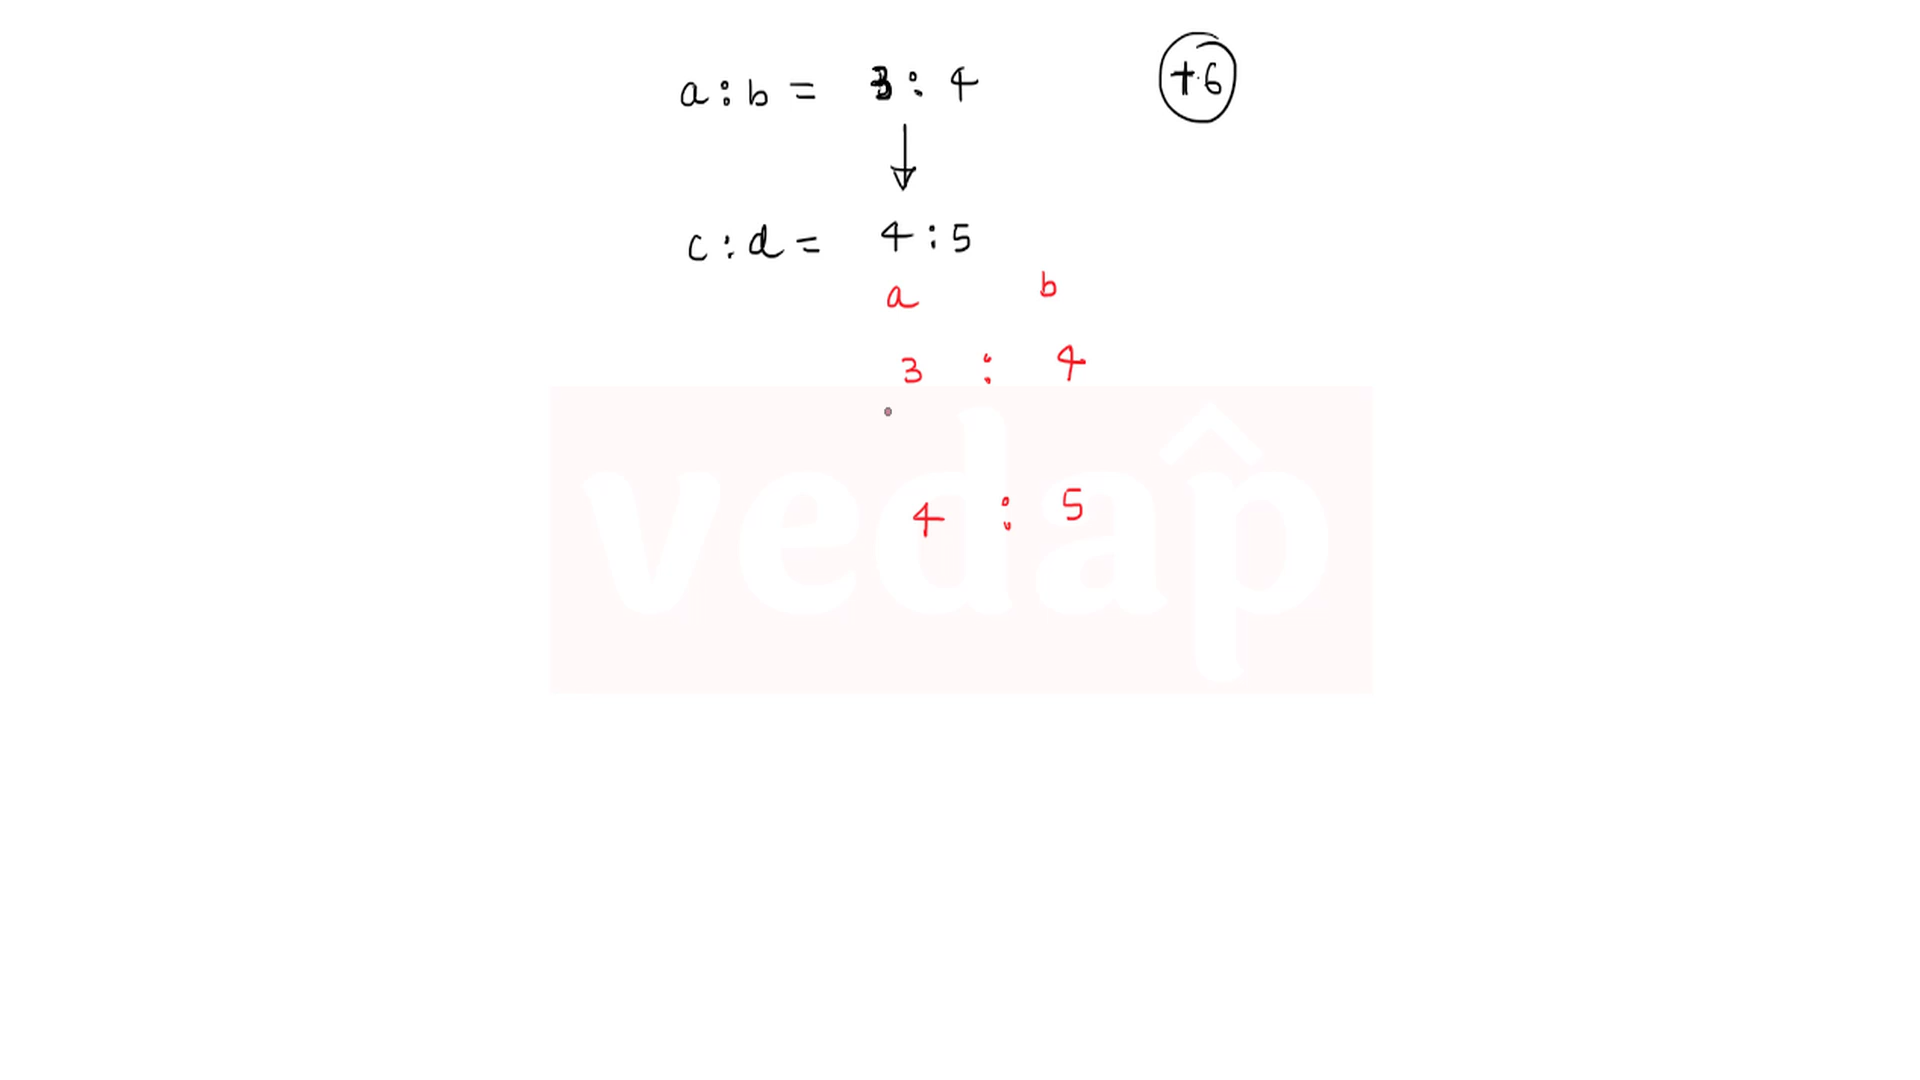 a : b = 3 : 4
+6
c : d = 4 : 5
a b
3 : 4
4 : 5
vedap̂